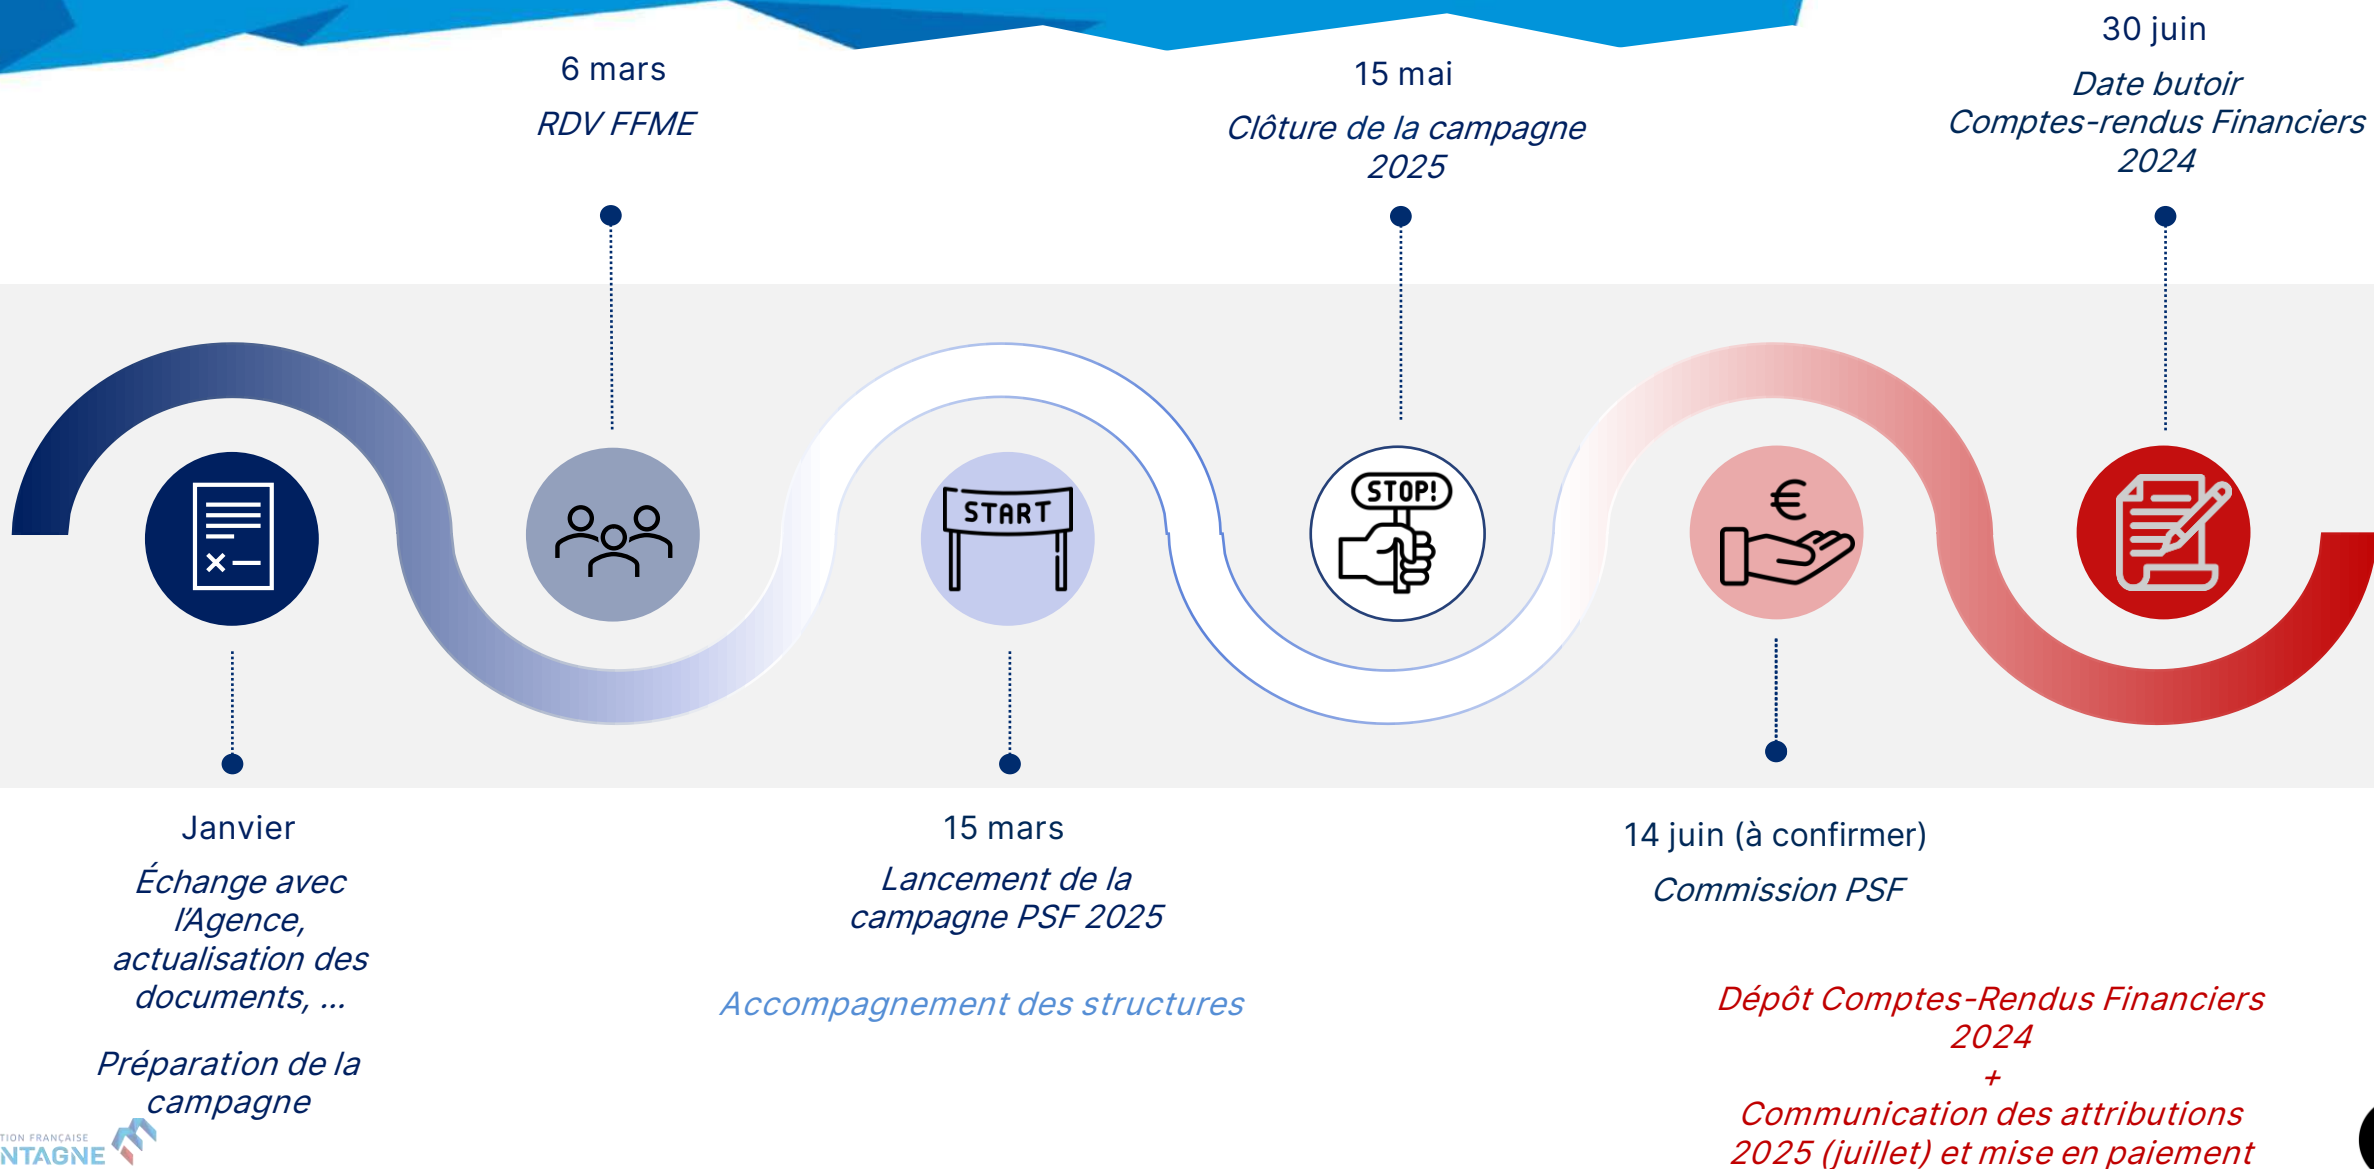 6 mars
RDV FFME
15 mai
Clôture de la campagne
2025
30 juin
Date butoir
Comptes-rendus Financiers
2024
START
STOP!
€
Janvier
Échange avec
l'Agence,
actualisation des
documents, ...
Préparation de la
campagne
15 mars
Lancement de la
campagne PSF 2025
Accompagnement des structures
14 juin (à confirmer)
Commission PSF
Dépôt Comptes-Rendus Financiers
2024
+
Communication des attributions
2025 (juillet) et mise en paiement
TION FRANÇAISE
NTAGNE